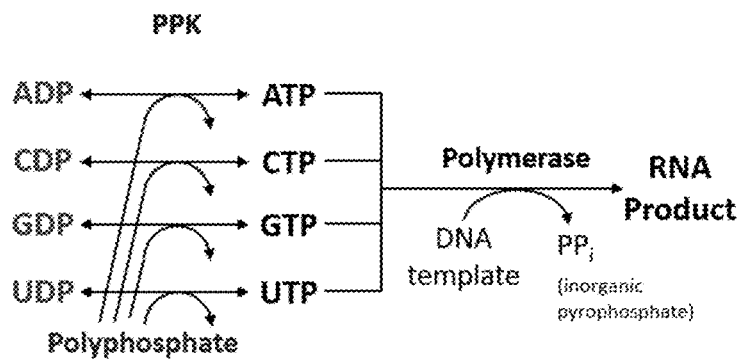 PPK
ADP ATP
CDP CTP
GDP GTP
UDP UTP
Polyphosphate
Polymerase
DNA
template
PPi
(inorganic
pyrophosphate)
RNA
Product